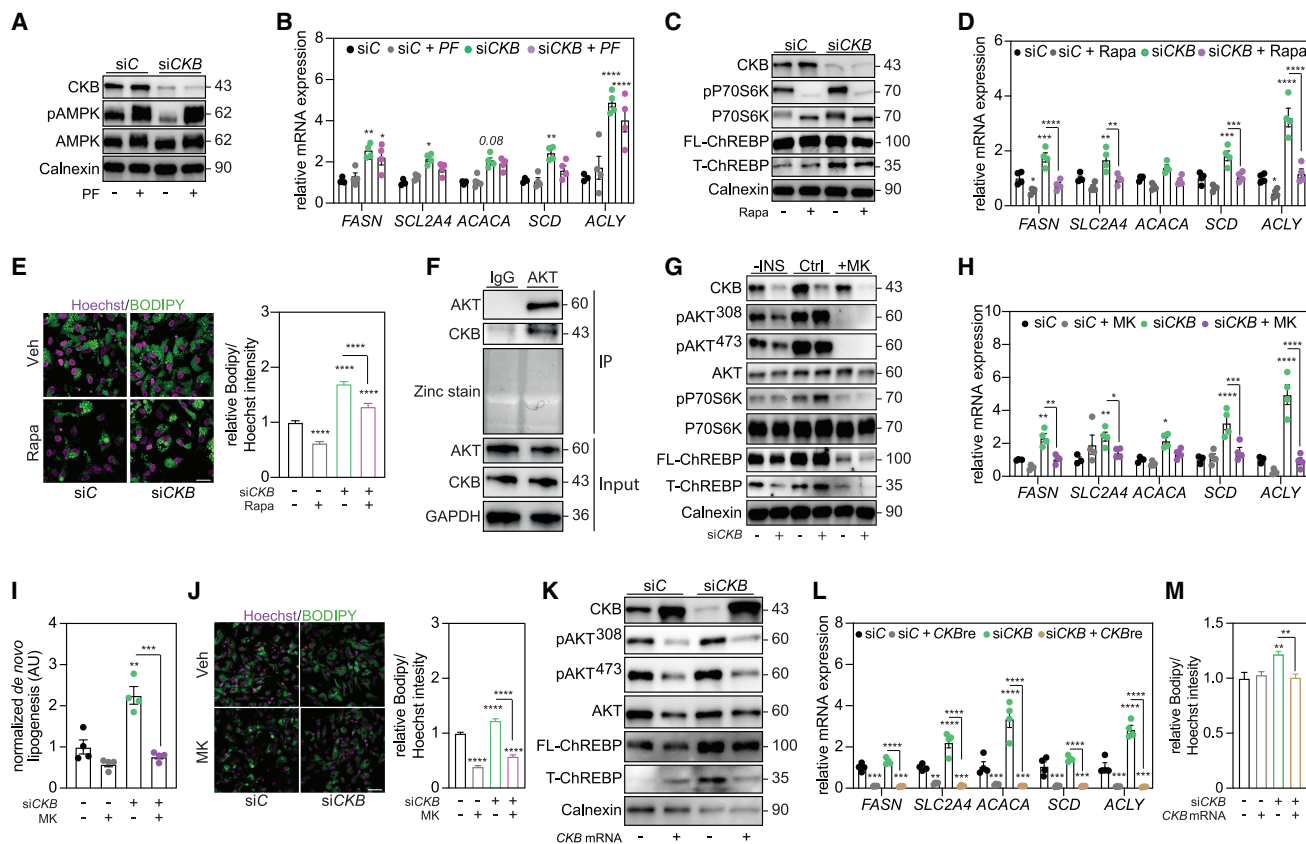 A
siC siCKB
CKB 43
pAMPK 62
AMPK 62
Calnexin 90
PF - + - +
B
relative mRNA expression
siC siC + PF siCKB siCKB + PF
8
6
4
2
0
** * * 0.08 ** **** ****
FASN SCL2A4 ACACA SCD ACLY
C
siC siCKB
CKB 43
pP70S6K 70
P70S6K 70
FL-ChREBP 100
T-ChREBP 35
Calnexin 90
Rapa - + - +
D
relative mRNA expression
siC siC + Rapa siCKB siCKB + Rapa
5
4
3
2
1
0
* *** **** ** ** *** *** * **** ****
FASN SLC2A4 ACACA SCD ACLY
E
Hoechst/BODIPY
Veh
Rapa
siC siCKB
relative Bodipy/
Hoechst intensity
3
2
1
0
**** **** **** ****
siCKB - - + +
Rapa - + - +
F
IgG AKT
AKT 60
CKB 43
Zinc stain
IP
AKT 60
CKB 43
GAPDH 36
Input
G
-INS Ctrl +MK
CKB 43
pAKT308 60
pAKT473 60
AKT 60
pP70S6K 70
P70S6K 70
FL-ChREBP 100
T-ChREBP 35
Calnexin 90
siCKB - + - + - +
H
relative mRNA expression
siC siC + MK siCKB siCKB + MK
10
8
6
4
2
0
** ** ** * * **** *** **** ****
FASN SLC2A4 ACACA SCD ACLY
I
normalized de novo
lipogenesis (AU)
4
3
2
1
0
** ***
siCKB - - + +
MK - + - +
J
Hoechst/BODIPY
Veh
MK
siC siCKB
relative Bodipy/
Hoechst intesity
3
2
1
0
**** **** **** ****
siCKB - - + +
MK - + - +
K
siC siCKB
CKB 43
pAKT308 60
pAKT473 60
AKT 60
FL-ChREBP 100
T-ChREBP 35
Calnexin 90
CKB mRNA - + - +
L
relative mRNA expression
siC siC + CKBre siCKB siCKB + CKBre
8
6
4
2
0
*** **** *** ** **** **** *** *** **** **** *** *** **** *** *** **** **** ***
FASN SLC2A4 ACACA SCD ACLY
M
relative Bodipy/
Hoechst intesity
1.5
1.0
0.5
0.0
** **
siCKB - - + +
CKB mRNA - + - +